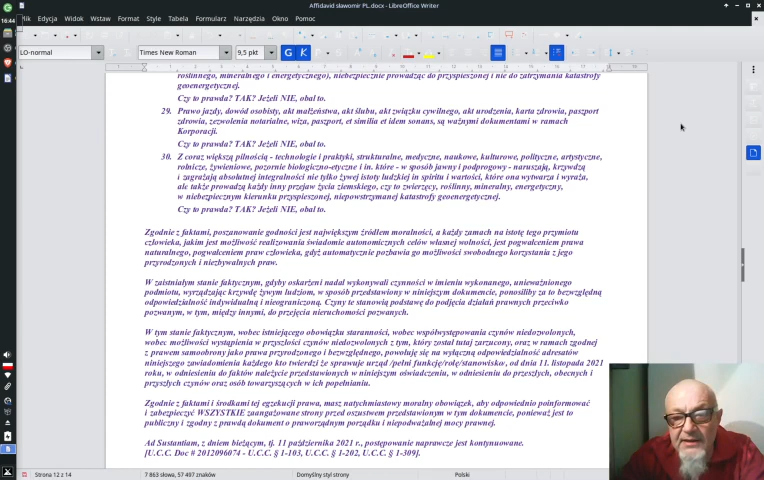 Affidavid sławomir PL.docx - LibreOffice Writer
16:44
Plik Edycja Widok Wstaw Format Style Tabela Formularz Narzędzia Okno Pomoc
LO-normal Times New Roman 9,5 pkt G K
roślinnego, mineralnego i energetycznego), niebezpiecznie prowadząc do przyspieszonej i nie do zatrzymania katastrofy
geoenergetycznej.
Czy to prawda? TAK? Jeżeli NIE, obal to.
29. Prawo jazdy, dowód osobisty, akt małżeństwa, akt ślubu, akt związku cywilnego, akt urodzenia, karta zdrowia, paszport
zdrowia, zezwolenia notarialne, wiza, paszport, et similia et idem sonans, są ważnymi dokumentami w ramach
Korporacji.
Czy to prawda? TAK? Jeżeli NIE, obal to.
30. Z coraz większą pilnością - technologie i praktyki, strukturalne, medyczne, naukowe, kulturowe, polityczne, artystyczne,
rolnicze, żywieniowe, pozornie biologiczno-etyczne i in. które - w sposób jawny i podprogowy - naruszają, krzywdzą
i zagrażają absolutnej integralności nie tylko żywej istoty ludzkiej in spiritu i wartości, które ona wytwarza i wyraża,
ale także prowadzą każdy inny przejaw życia ziemskiego, czy to zwierzęcy, roślinny, mineralny, energetyczny,
w niebezpiecznym kierunku przyspieszonej, niepowstrzymanej katastrofy geoenergetycznej.
Czy to prawda? TAK? Jeżeli NIE, obal to.
Zgodnie z faktami, poszanowanie godności jest największym źródłem moralności, a każdy zamach na istotę tego przymiotu
człowieka, jakim jest możliwość realizowania świadomie autonomicznych celów własnej wolności, jest pogwałceniem prawa
naturalnego, pogwałceniem praw człowieka, gdyż automatycznie pozbawia go możliwości swobodnego korzystania z jego
przyrodzonych i niezbywalnych praw.
W zaistniałym stanie faktycznym, gdyby oskarżeni nadal wykonywali czynności w imieniu wykonanego, unieważnionego
podmiotu, wyrządzając krzywdę żywym ludziom, w sposób przedstawiony w niniejszym dokumencie, ponosiliby za to bezwzględną
odpowiedzialność indywidualną i nieograniczoną. Czyny te stanowią podstawę do podjęcia działań prawnych przeciwko
pozwanym, w tym, między innymi, do przejęcia nieruchomości pozwanych.
W tym stanie faktycznym, wobec istniejącego obowiązku staranności, wobec współwystępowania czynów niedozwolonych,
wobec możliwości wystąpienia w przyszłości czynów niedozwolonych z tym, który został tutaj zarzucony, oraz w ramach zgodnej
z prawem samoobrony jako prawa przyrodzonego i bezwzględnego, powołuję się na wyłączną odpowiedzialność adresatów
niniejszego zawiadomienia każdego kto twierdzi że sprawuje urząd /pełni funkcję/rolę/stanowisko/, od dnia 11. listopada 2021
roku, w odniesieniu do faktów należycie przedstawionych w niniejszym oświadczeniu, w odniesieniu do przeszłych, obecnych i
przyszłych czynów oraz osób towarzyszących w ich popełnianiu.
Zgodnie z faktami i środkami tej egzekucji prawa, masz natychmiastowy moralny obowiązek, aby odpowiednio poinformować
i zabezpieczyć WSZYSTKIE zaangażowane strony przed oszustwem przedstawionym w tym dokumencie, ponieważ jest to
publiczny i zgodny z prawdą dokument o praworządnym porządku i niepodważalnej mocy prawnej.
Ad Sustantiam, z dniem bieżącym, tj. 11 października 2021 r., postępowanie naprawcze jest kontynuowane.
[U.C.C. Doc # 2012096074 - U.C.C. § 1-103, U.C.C. § 1-202, U.C.C. § 1-309].
Strona 12 z 14 7 863 słowa, 57 497 znaków Domyślny styl strony Polski